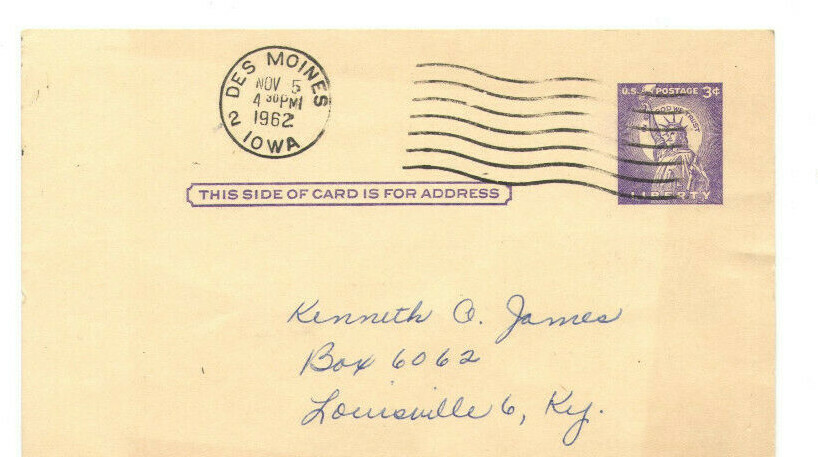 DES MOINES
NOV 5
4 30 PM
1962
2 IOWA
U.S. POSTAGE 3¢
IN GOD WE TRUST
LIBERTY
THIS SIDE OF CARD IS FOR ADDRESS
Kenneth O. James
Box 6062
Louisville 6, Ky.